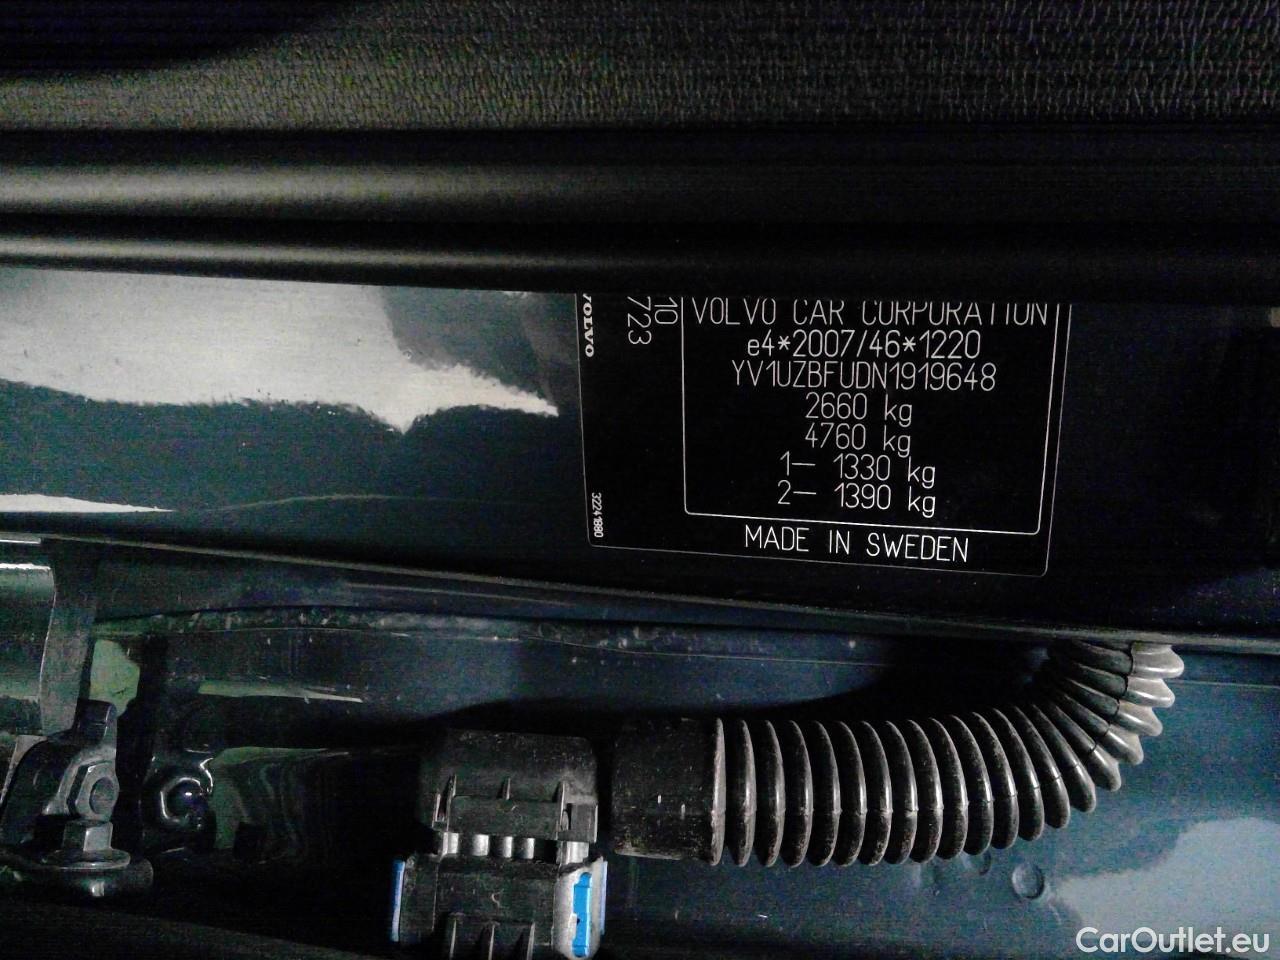 VOLVO CAR CORPORATION
e4*2007/46*1220
YV1UZBFUDN1919648
2660 kg
4760 kg
1— 1330 kg
2— 1390 kg
MADE IN SWEDEN
VOLVO
10
723
32241880
CarOutlet.eu